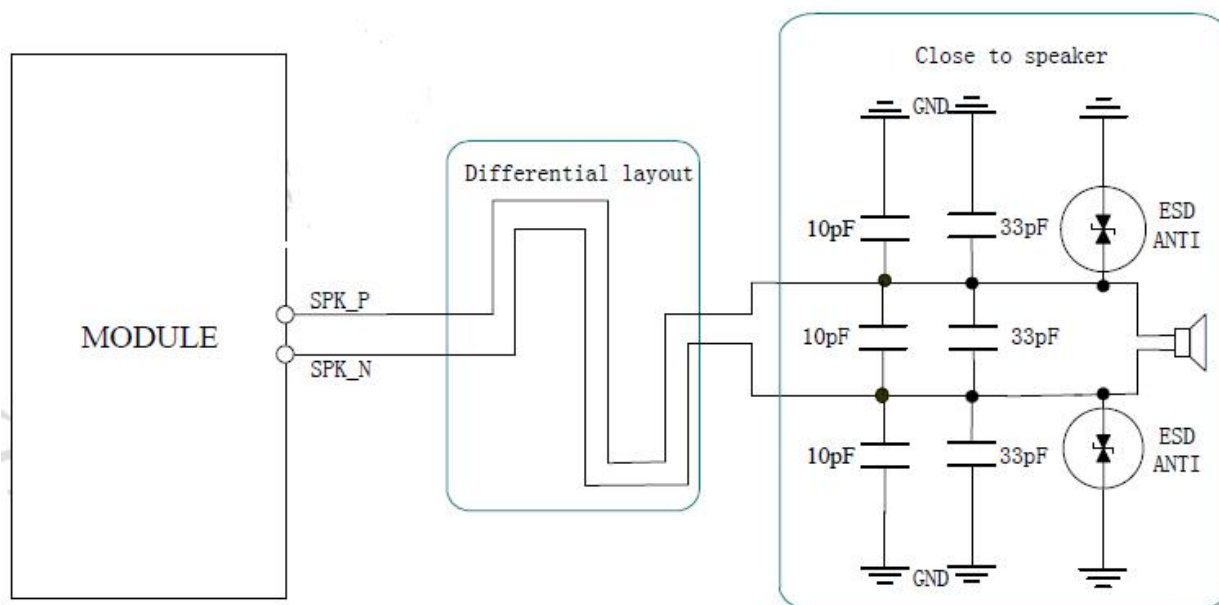 Close to speaker
GND
Differential layout
10pF
33pF
ESD
ANTI
SPK_P
MODULE
10pF
33pF
SPK_N
10pF
33pF
ESD
ANTI
GND